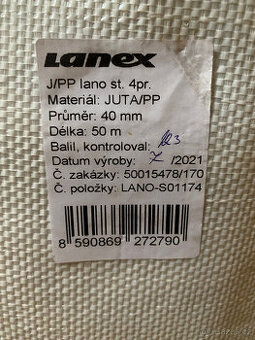 Lanex
J/PP lano st. 4pr.
Materiál: JUTA/PP
Průměr: 40 mm
Délka: 50 m
Balil, kontroloval:
Datum výroby: 7 /2021
Č. zakázky: 50015478/170
Č. položky: LANO-S01174
8 590869 272790